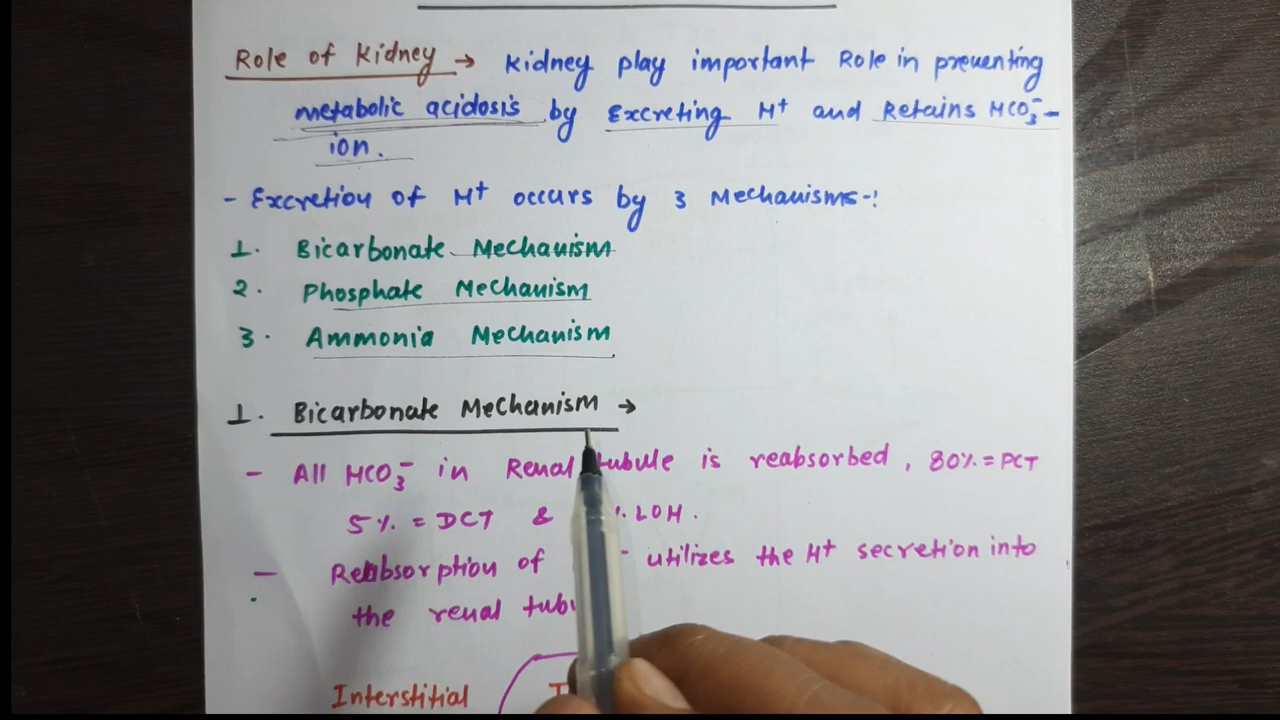 Role of Kidney → Kidney play important Role in preventing
metabolic acidosis by Excreting H⁺ and Retains HCO₃⁻ –
ion.
- Excretion of H⁺ occurs by 3 Mechanisms-:
1. Bicarbonate Mechanism
2. Phosphate Mechanism
3. Ammonia Mechanism
1. Bicarbonate Mechanism →
- All HCO₃⁻ in Renal tubule is reabsorbed, 80% = PCT
5% = DCT & % LOH.
- Reabsorption of utilizes the H⁺ secretion into
the renal
Interstitial